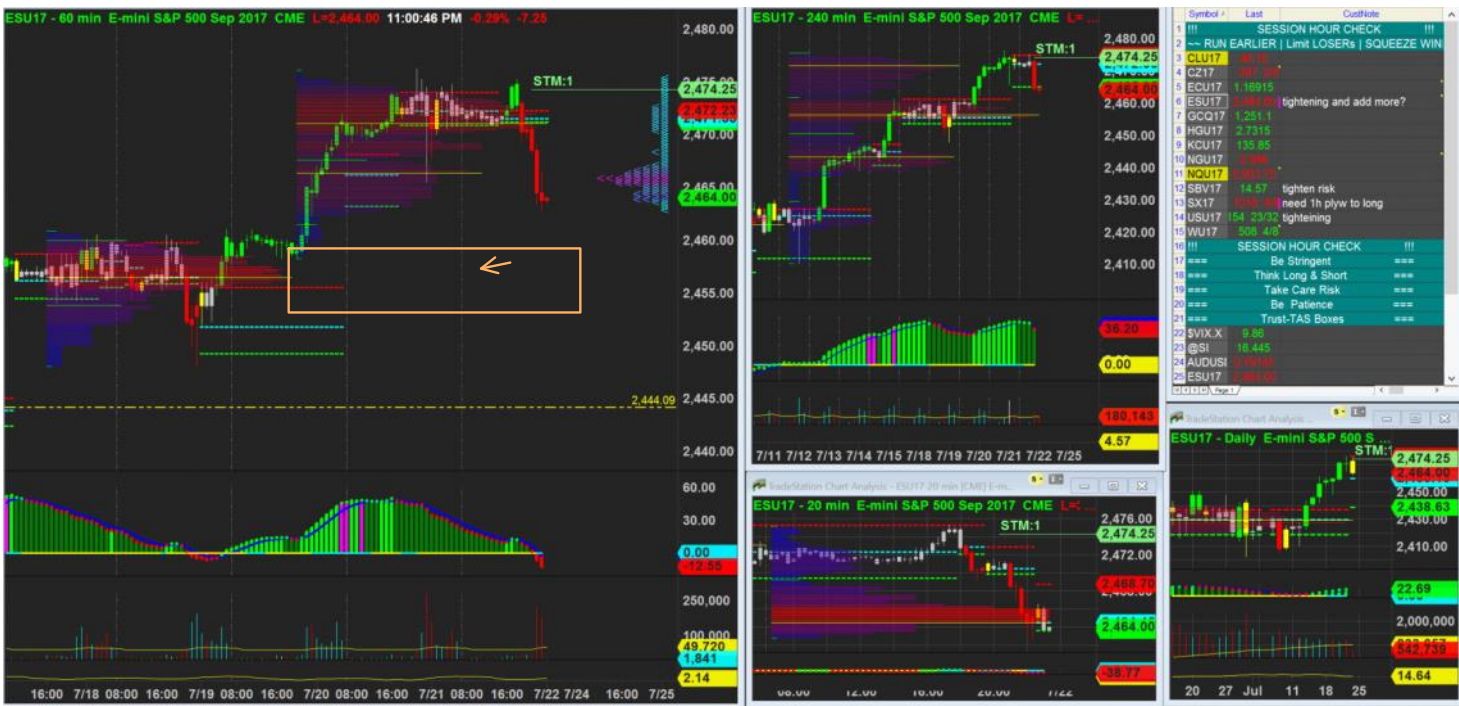 ESU17 - 60 min E-mini S&P 500 Sep 2017 CME L=2,464.00 11:00:46 PM -0.29% -7.25
2,480.00
STM:1
2,474.25
2,472.23
2,470.00
2,465.00
2,464.00
2,460.00
2,455.00
2,450.00
2,444.09
2,445.00
2,440.00
60.00
30.00
0.00
-12.55
250,000
100,000
49,720
1,841
2.14
16:00 7/18 08:00 16:00 7/19 08:00 16:00 7/20 08:00 16:00 7/21 08:00 16:00 7/22 7/24 16:00 7/25
ESU17 - 240 min E-mini S&P 500 Sep 2017 CME L= ...
2,480.00
STM:1
2,474.25
2,464.00
2,460.00
2,450.00
2,440.00
2,430.00
2,420.00
2,410.00
36.20
0.00
180,143
4.57
7/11 7/12 7/13 7/14 7/15 7/18 7/19 7/20 7/21 7/22 7/25
TradeStation Chart Analysis - ESU17 20 min [CME] E-m...
ESU17 - 20 min E-mini S&P 500 Sep 2017 CME
2,476.00
STM:1
2,474.25
2,472.00
2,468.70
2,464.00
-38.77
08:00 12:00 16:00 20:00 7/22
Symbol Last CustNote
1 !!! SESSION HOUR CHECK !!!
2 ~~ RUN EARLIER | Limit LOSERs | SQUEEZE WIN
3 CLU17
4 CZ17
5 ECU17 1.16915
6 ESU17 tightening and add more?
7 GCQ17 1,251.1
8 HGU17 2.7315
9 KCU17 135.85
10 NGU17
11 NQU17
12 SBV17 14.57 tighten risk
13 SX17 need 1h plyw to long
14 USU17 154 23/32 tighteining
15 WU17 508 4/8
16 !!! SESSION HOUR CHECK !!!
17 === Be Stringent ===
18 === Think Long & Short ===
19 === Take Care Risk ===
20 === Be Patience ===
21 === Trust-TAS Boxes ===
22 $VIX.X 9.86
23 @SI 16.445
24 AUDUSI
25 ESU17
Page 1
TradeStation Chart Analysis ...
ESU17 - Daily E-mini S&P 500 S ...
STM:1
2,474.25
2,464.00
2,450.00
2,438.63
2,430.00
2,410.00
22.69
2,000,000
542,739
14.64
20 27 Jul 11 18 25